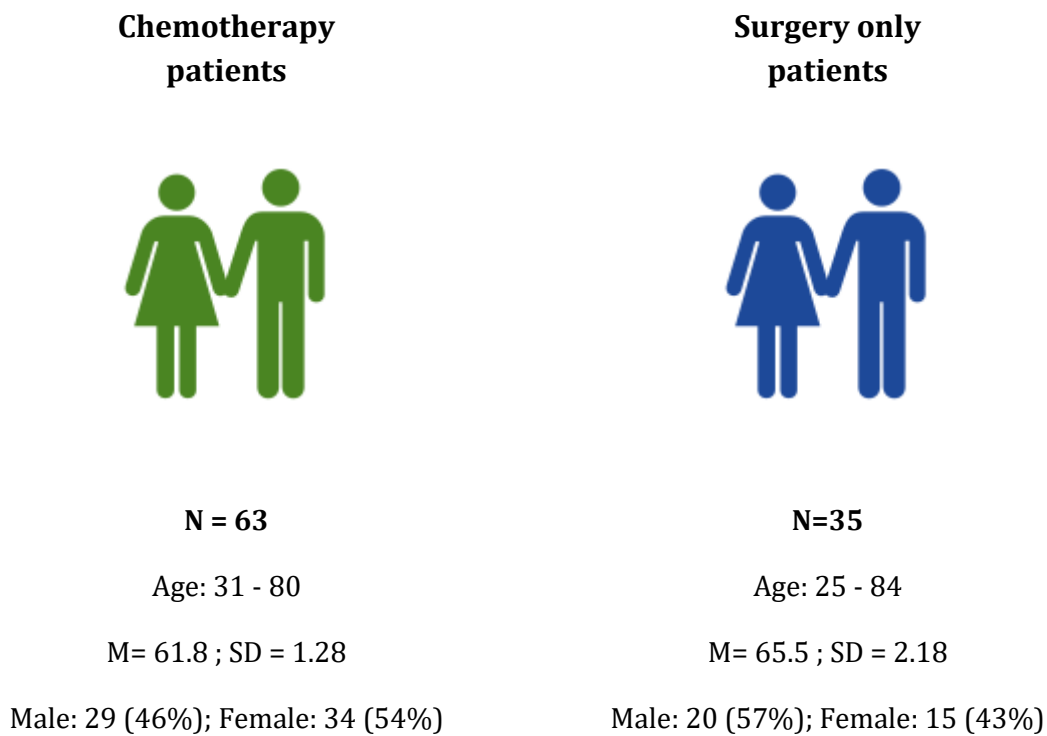 Chemotherapy
patients
N = 63
Age: 31 - 80
M= 61.8 ; SD = 1.28
Male: 29 (46%); Female: 34 (54%)
Surgery only
patients
N=35
Age: 25 - 84
M= 65.5 ; SD = 2.18
Male: 20 (57%); Female: 15 (43%)